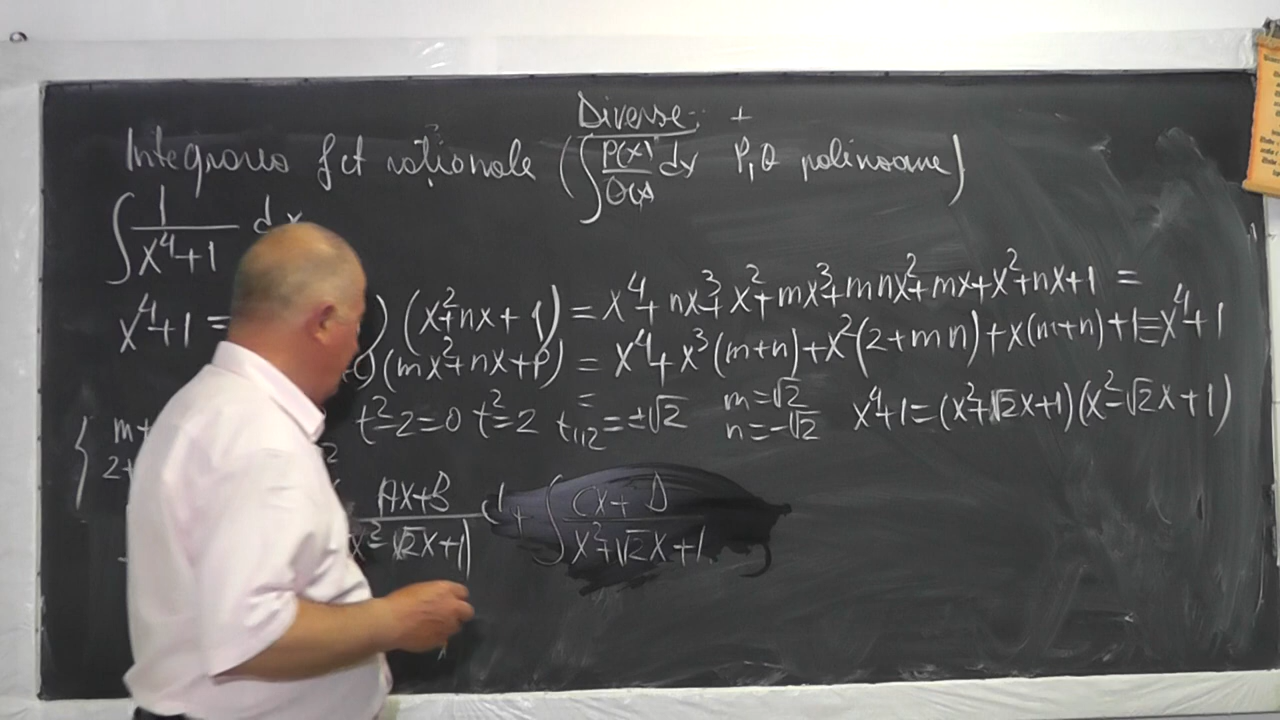 Diverse: +
Integrarea fct raționale (∫ P(x)/Q(x) dx P,Q polinoame)
∫ 1/(x⁴+1) dx
x⁴+1 = )(x²+nx+1) = x⁴+nx³+x²+mx³+mnx²+mx+x²+nx+1 =
)(mx²+nx+p) = x⁴+x³(m+n)+x²(2+mn)+x(m+n)+1≡x⁴+1
{ m+
2+ t²-2=0 t²=2 t₁,₂=±√2 m=√2 n=-√2 x⁴+1=(x²+√2x+1)(x²-√2x+1)
(Ax+B)/(x²-√2x+1) + ∫ (Cx+D)/(x²+√2x+1)